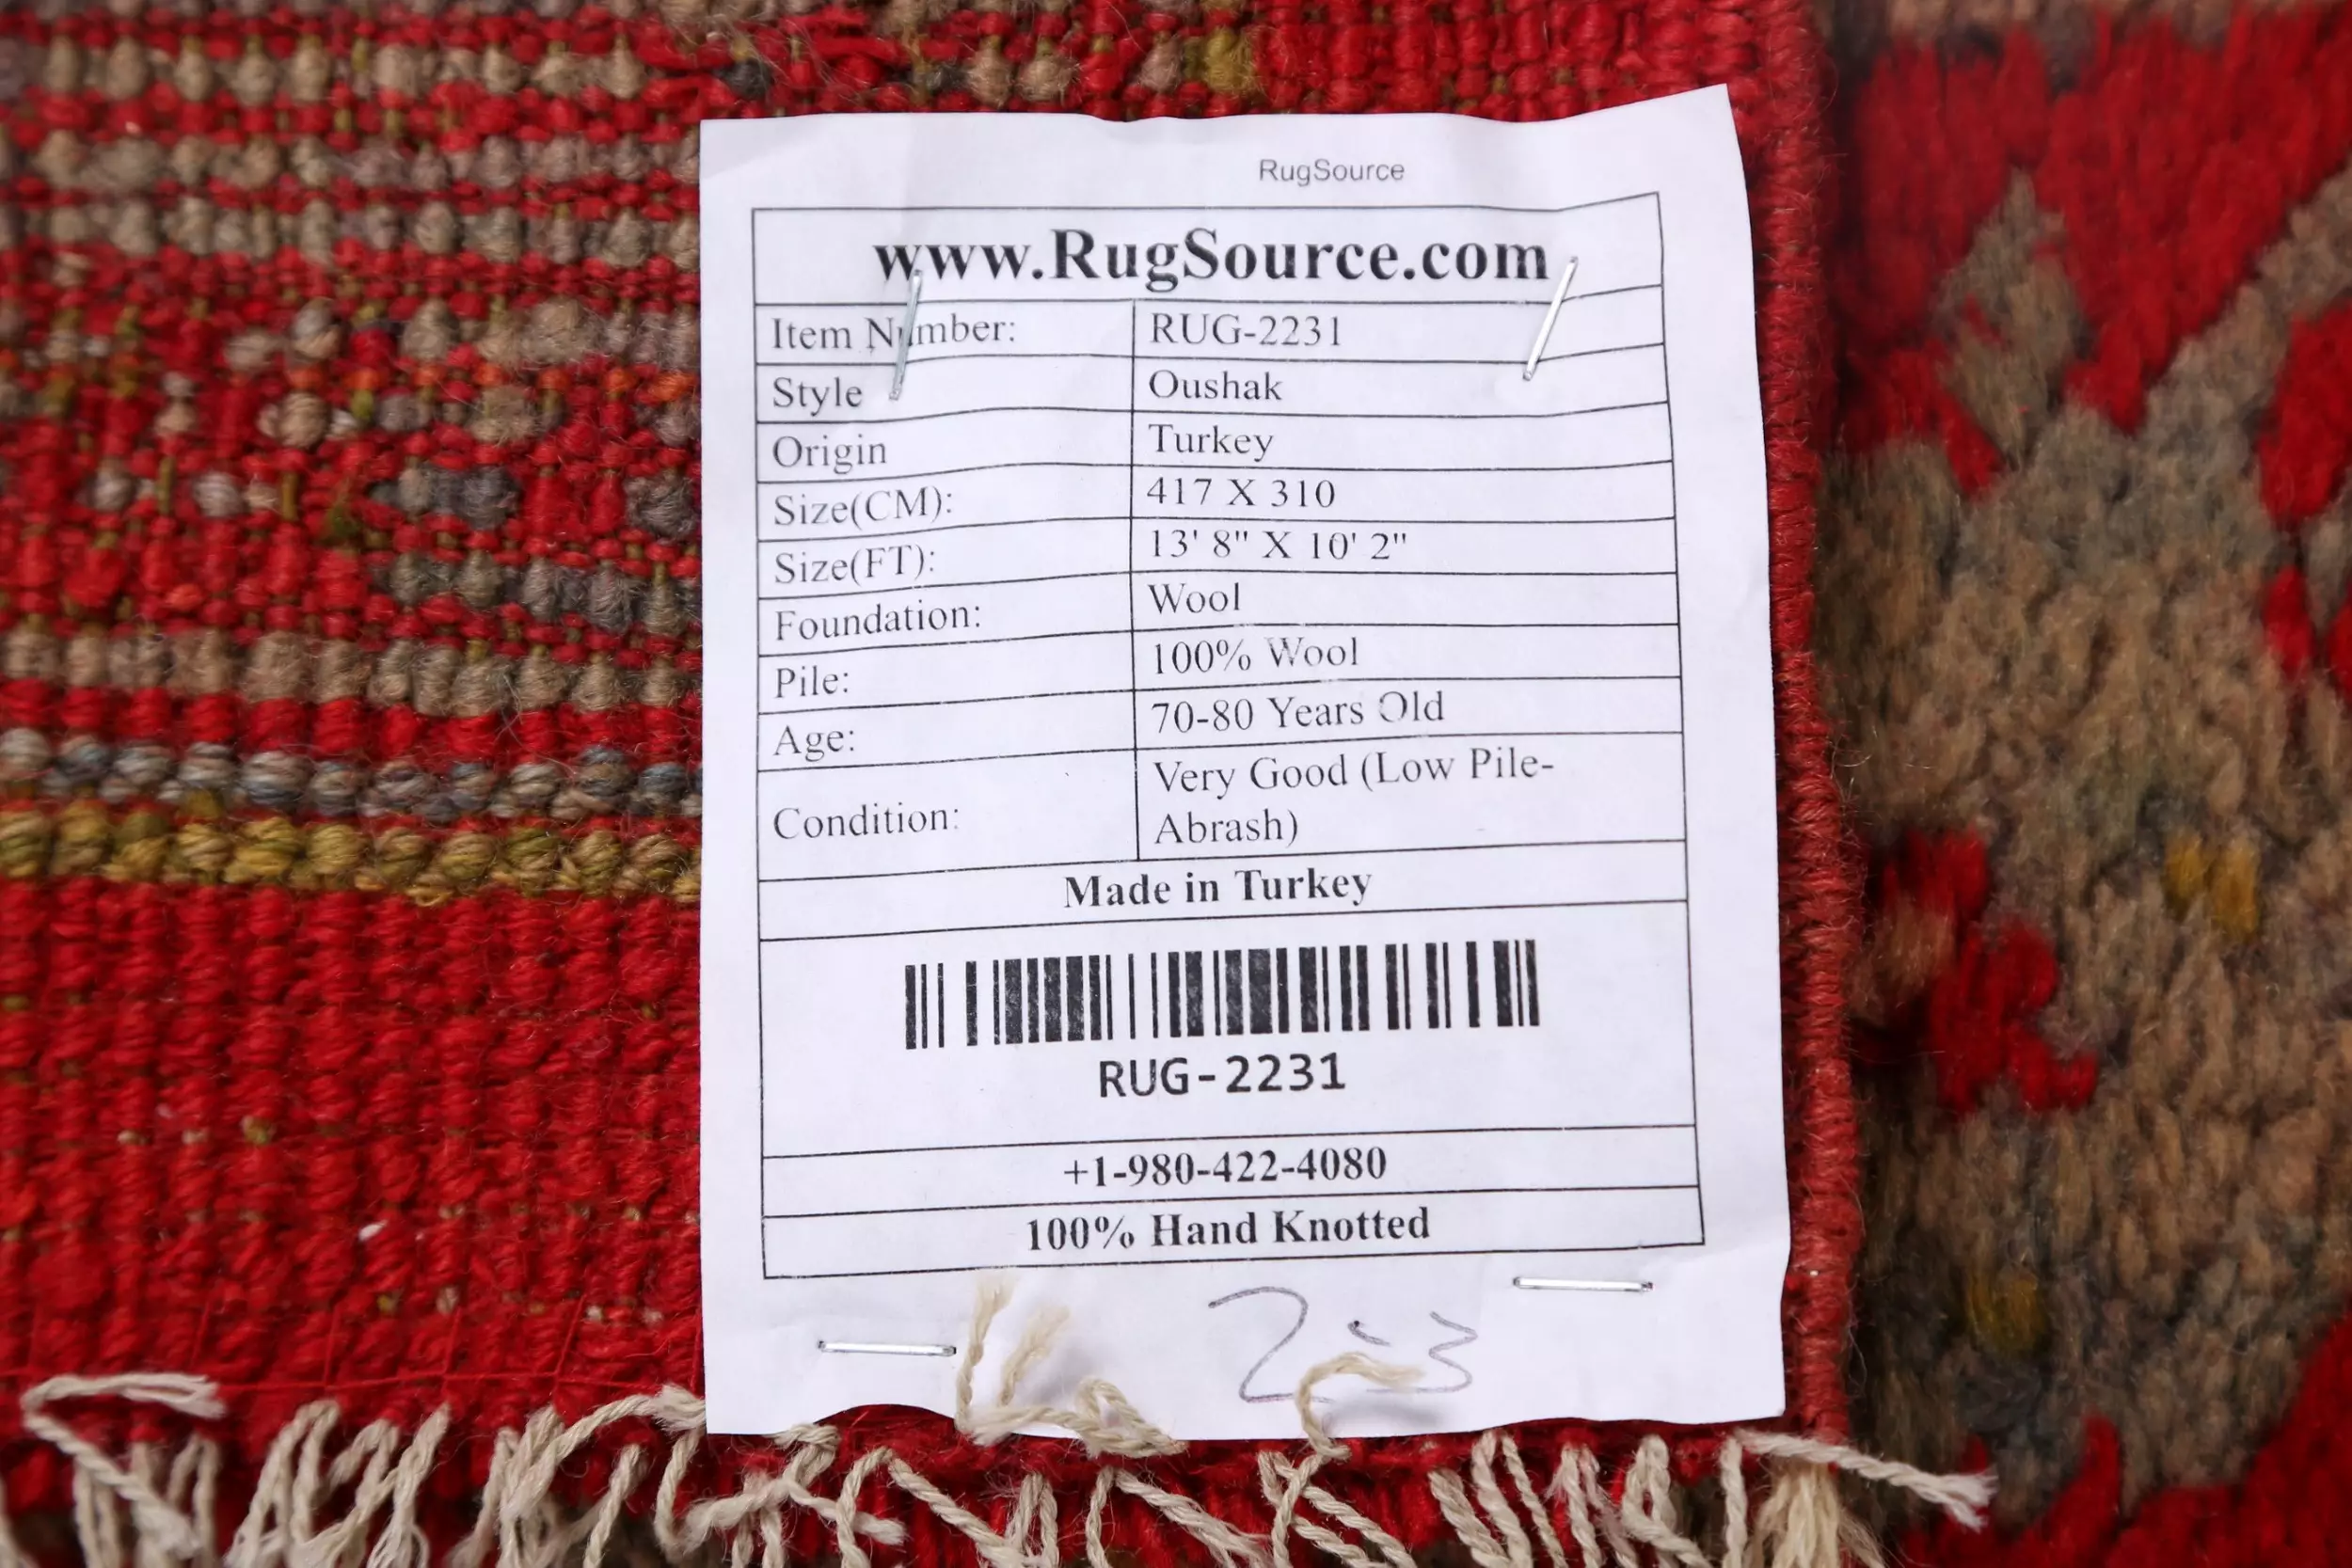 RugSource
www.RugSource.com
Item Number: RUG-2231
Style Oushak
Origin Turkey
Size(CM): 417 X 310
Size(FT): 13' 8" X 10' 2"
Foundation: Wool
Pile: 100% Wool
Age: 70-80 Years Old
Condition: Very Good (Low Pile-
Abrash)
Made in Turkey
RUG-2231
+1-980-422-4080
100% Hand Knotted